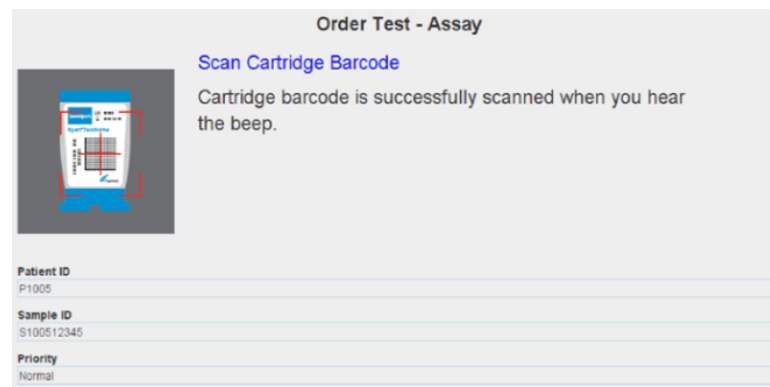 Order Test - Assay
Scan Cartridge Barcode
Cartridge barcode is successfully scanned when you hear
the beep.
Patient ID
P1005
Sample ID
S100512345
Priority
Normal